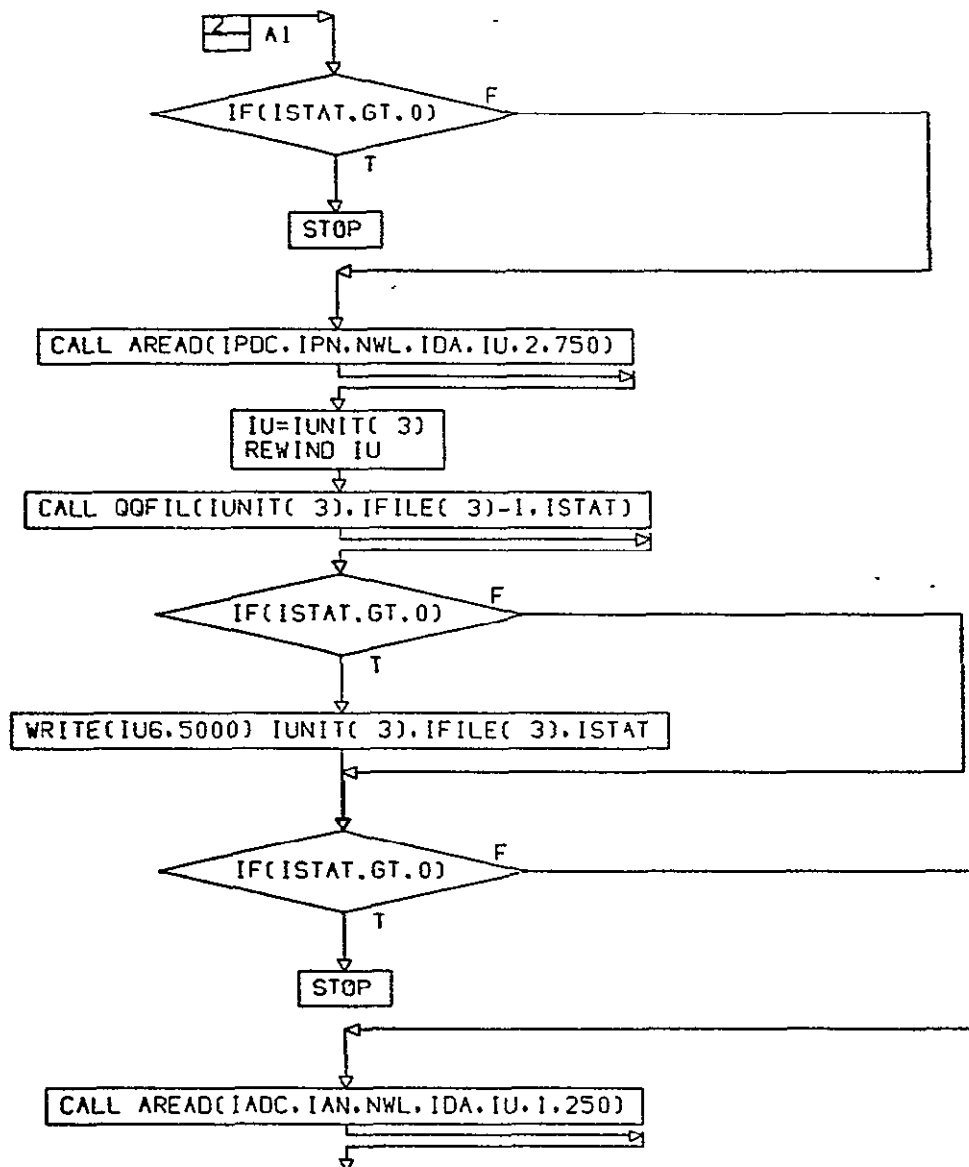 2 A1
IF(ISTAT.GT.0)
F
T
STOP
CALL AREAD(IPDC,IPN,NWL,IDA,IU,2,750)
IU=IUNIT( 3)
REWIND IU
CALL QQFIL(IUNIT( 3),IFILE( 3)-1,ISTAT)
IF(ISTAT.GT.0)
F
T
WRITE(IU6,5000) IUNIT( 3),IFILE( 3),ISTAT
IF(ISTAT.GT.0)
F
T
STOP
CALL AREAD(IADC,IAN,NWL,IDA,IU,1,250)